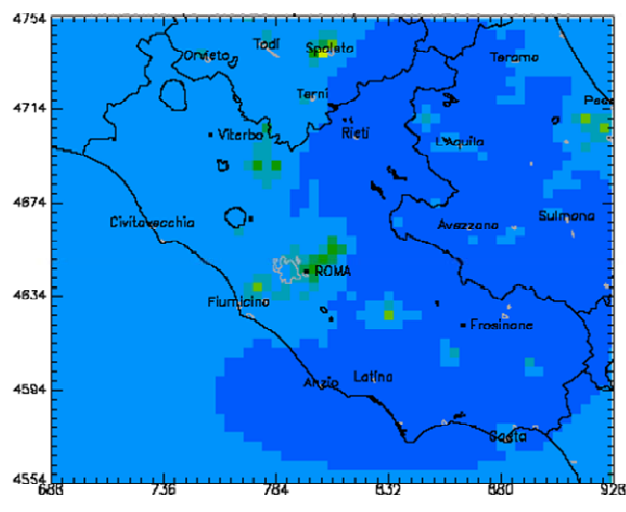 4754
Todi
Spoleto
Orvieto
Teramo
Terni
Pesc
4714
Viterbo
Rieti
L'Aquila
4674
Civitavecchia
Avezzano
Sulmona
ROMA
4634
Fiumicino
Frosinone
4594
Anzio
Latina
Gaeta
4554
688 736 784 832 880 928